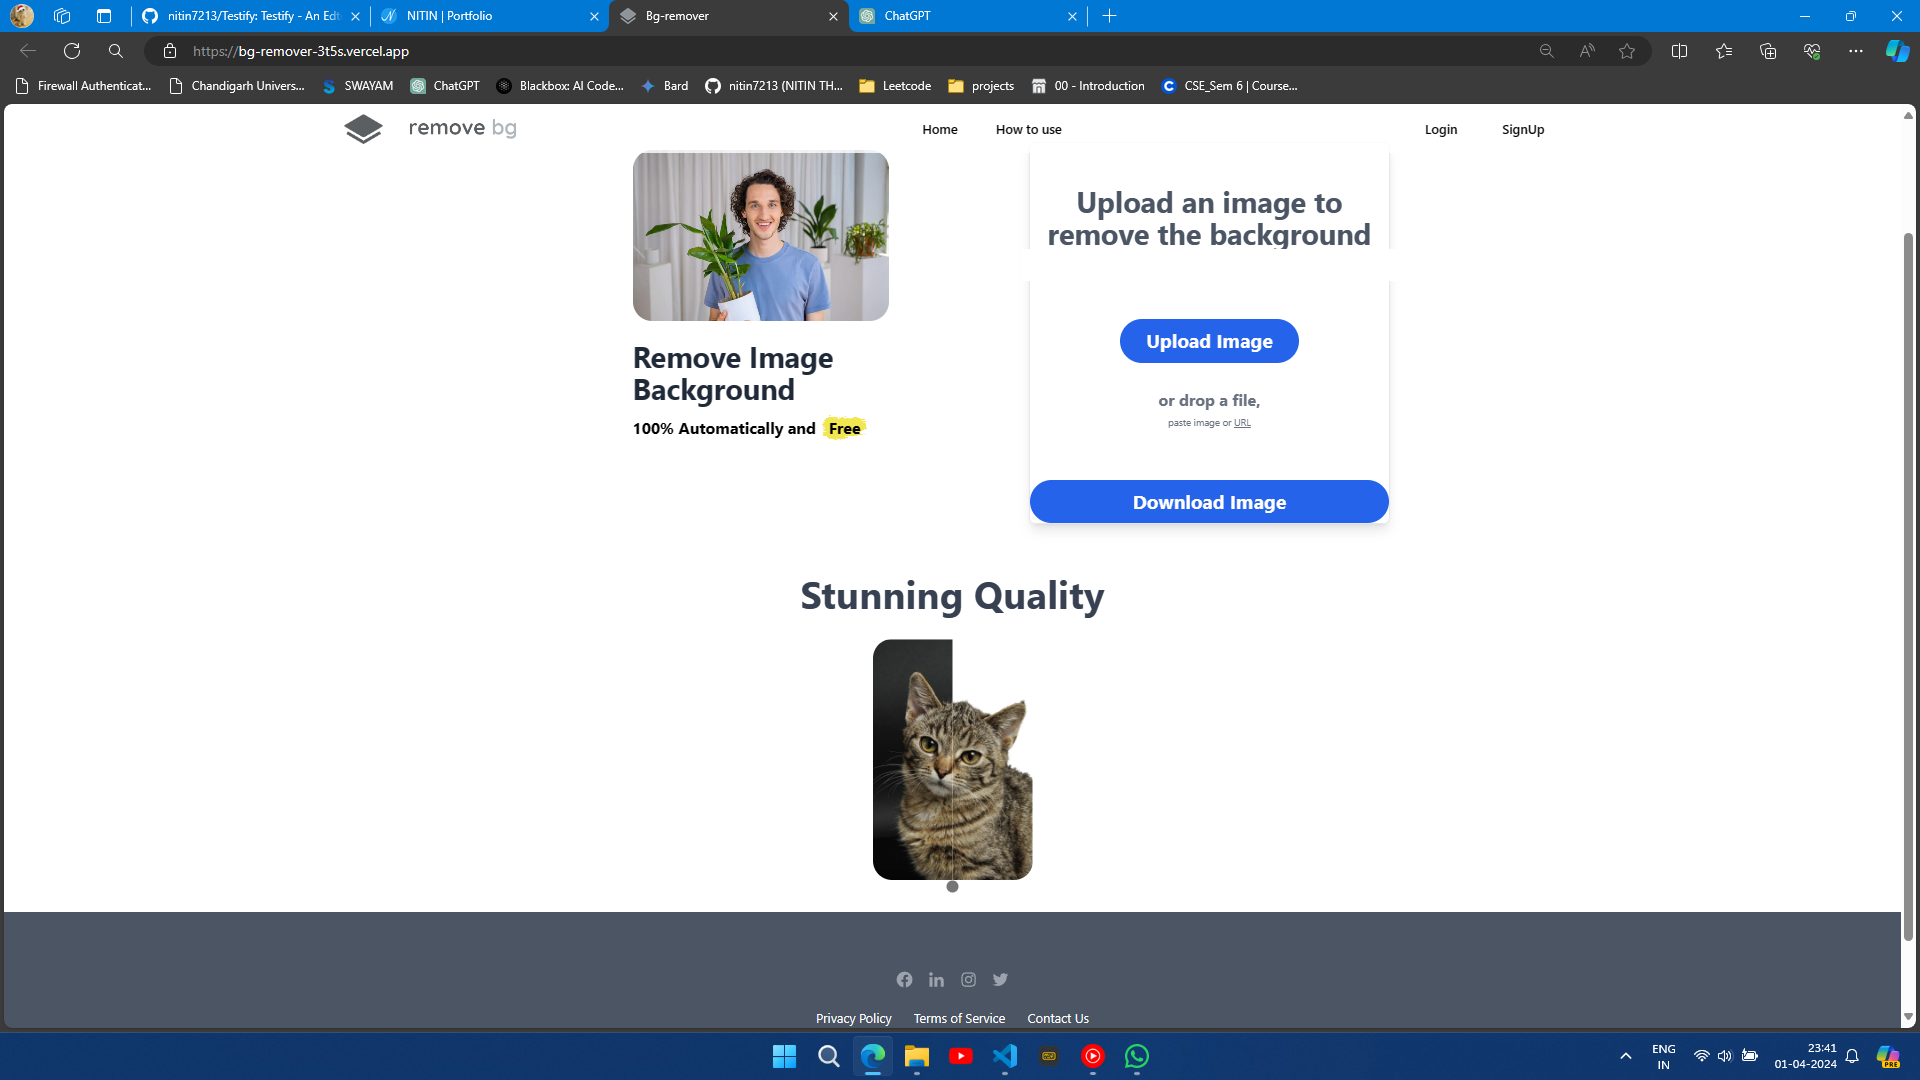 nitin7213/Testify: Testify - An Edt
NITIN | Portfolio
Bg-remover
ChatGPT
https://bg-remover-3t5s.vercel.app
Firewall Authenticat...
Chandigarh Univers...
SWAYAM
ChatGPT
Blackbox: AI Code...
Bard
nitin7213 (NITIN TH...
Leetcode
projects
00 - Introduction
CSE_Sem 6 | Course...
remove bg
Home
How to use
Login
SignUp
Remove Image
Background
100% Automatically and Free
Upload an image to
remove the background
Upload Image
or drop a file,
paste image or URL
Download Image
Stunning Quality
Privacy Policy
Terms of Service
Contact Us
ENG
IN
23:41
01-04-2024
PRE